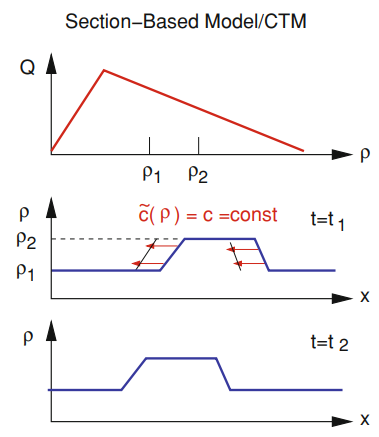 Section−Based Model/CTM
Q
ρ
ρ1 ρ2
ρ
c̃(ρ) = c =const
t=t1
ρ2
ρ1
x
ρ
t=t2
x